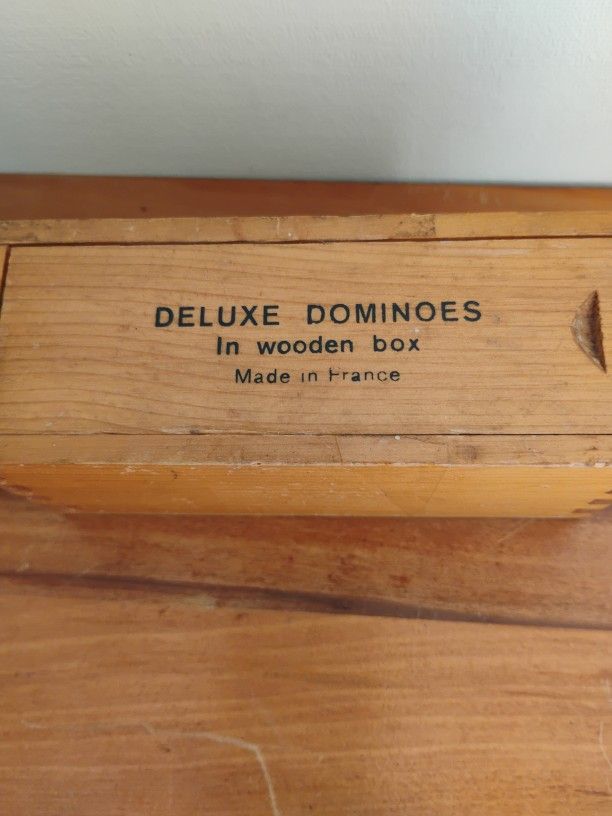 DELUXE DOMINOES
In wooden box
Made in France